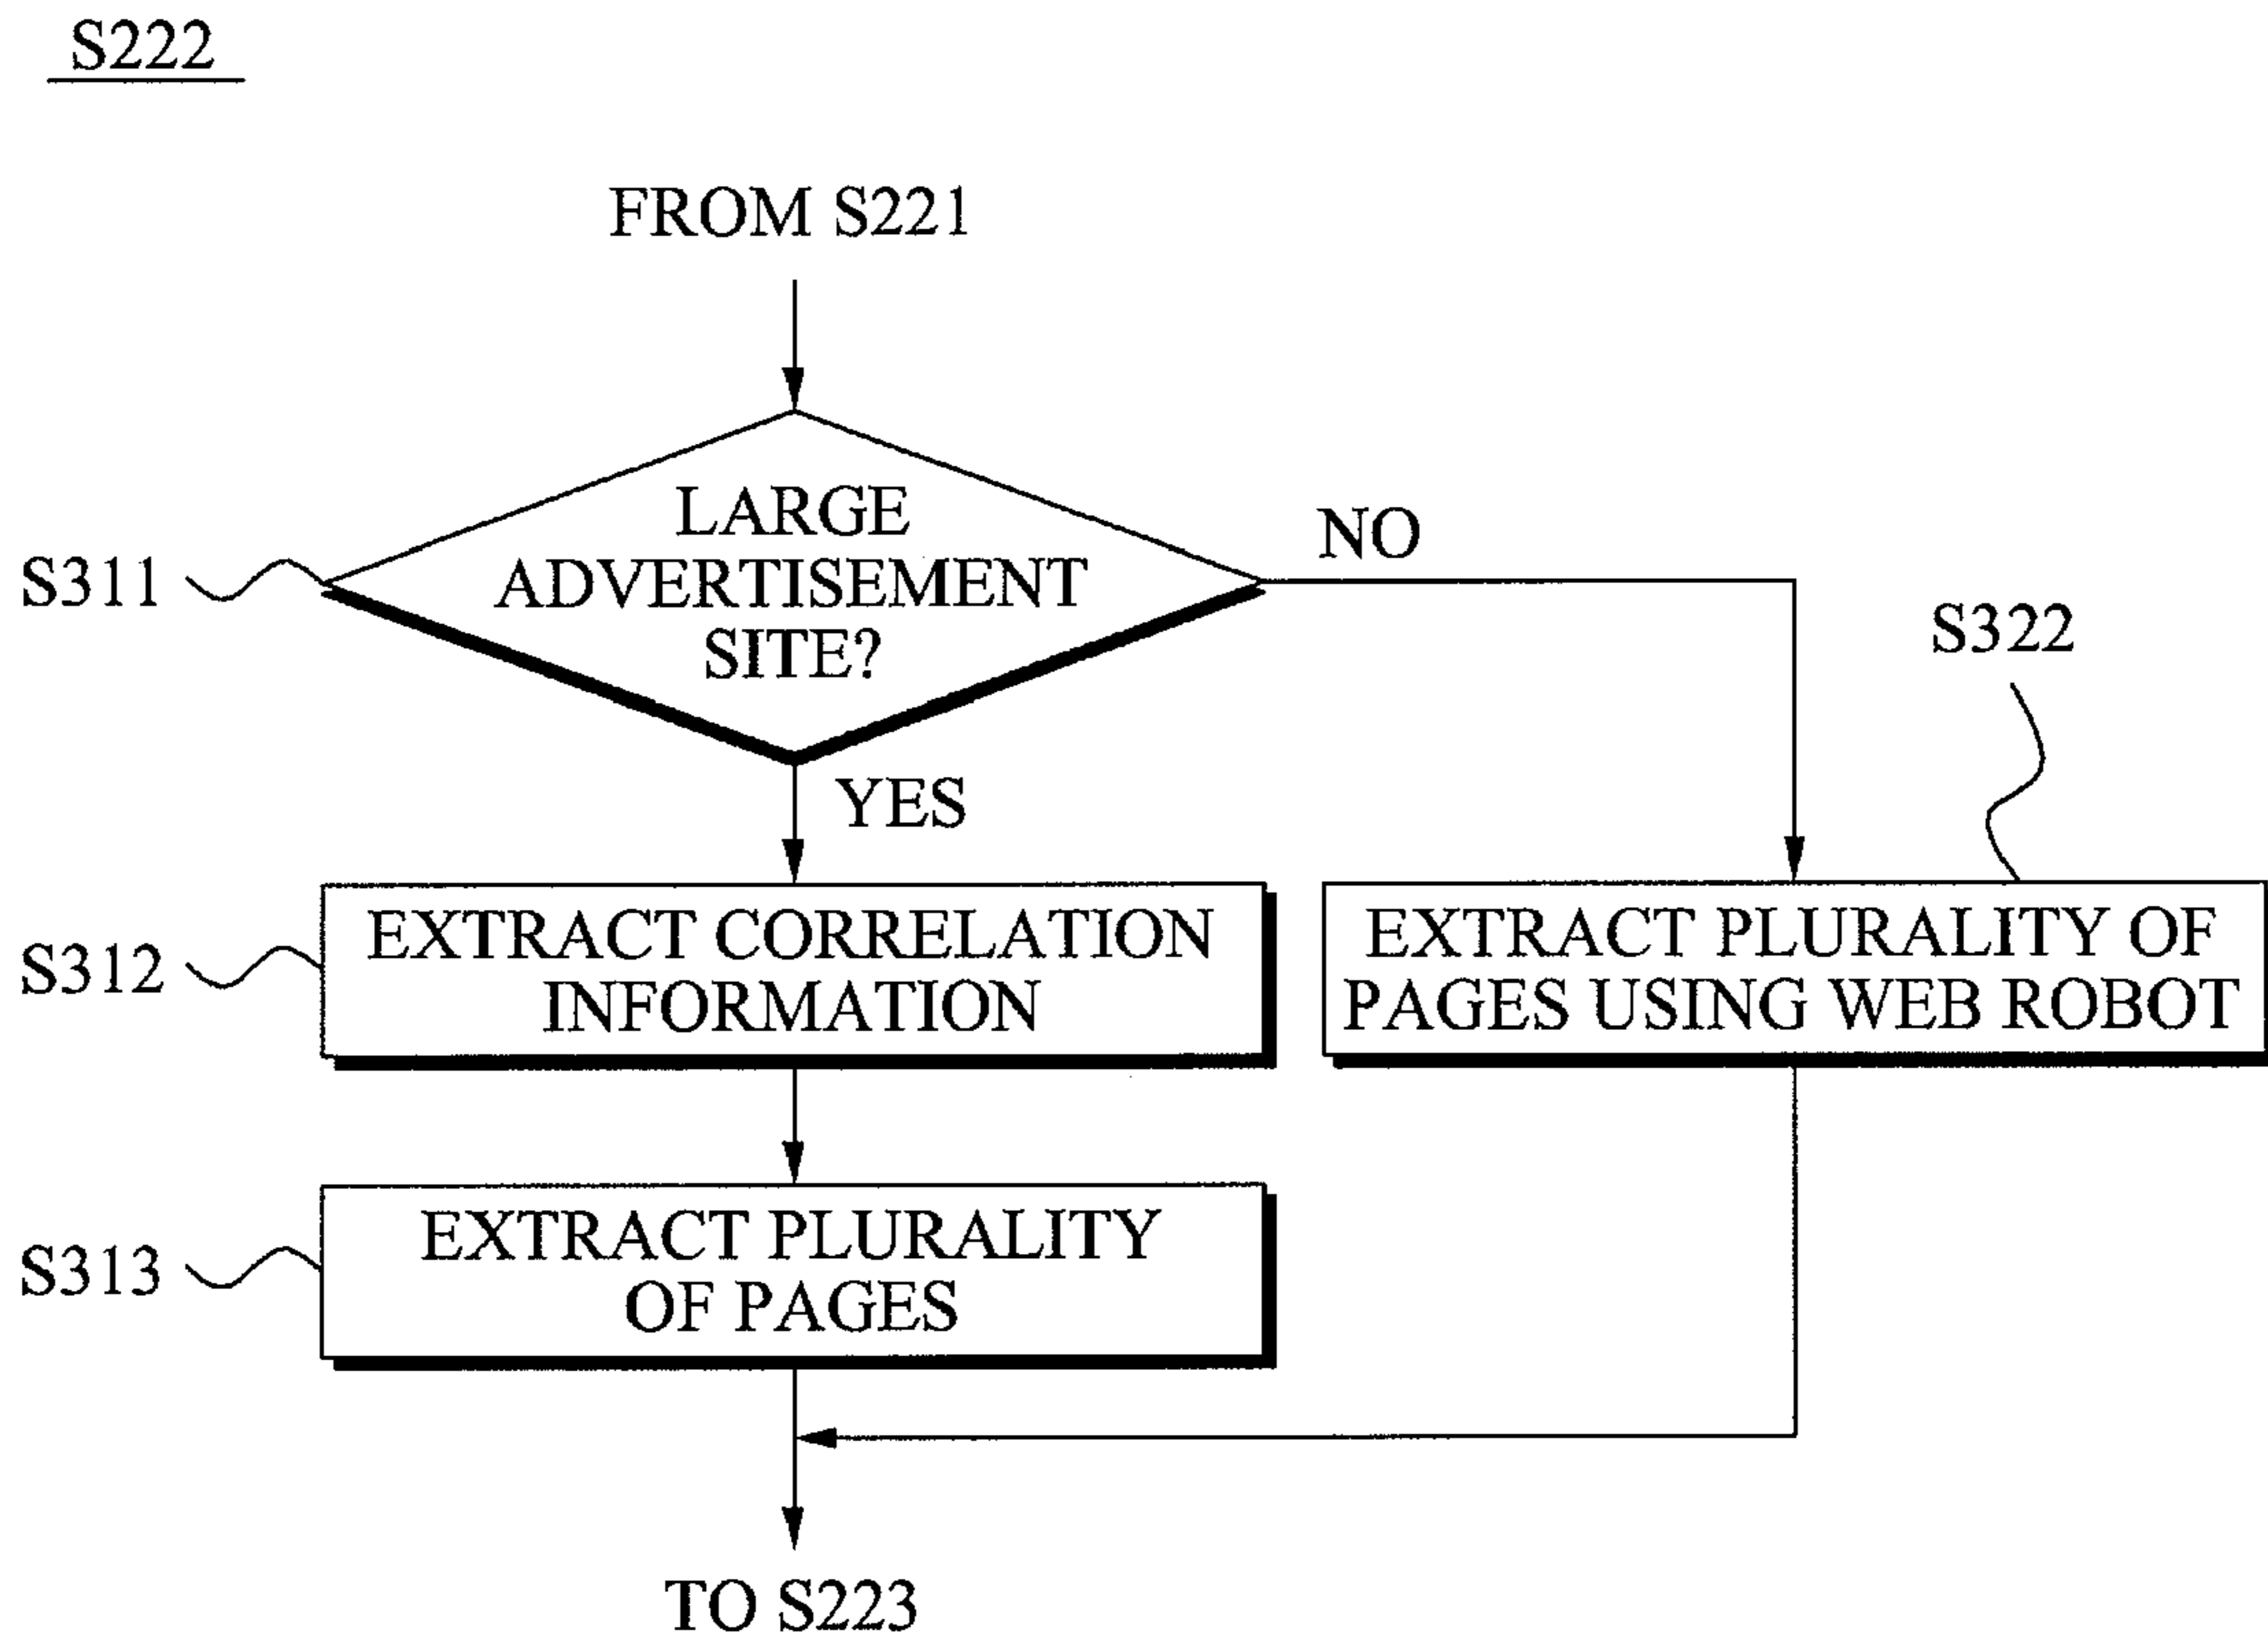 S222
FROM S221
LARGE
ADVERTISEMENT
SITE?
S311
NO
S322
YES
EXTRACT CORRELATION
INFORMATION
S312
EXTRACT PLURALITY OF
PAGES USING WEB ROBOT
EXTRACT PLURALITY
OF PAGES
S313
TO S223